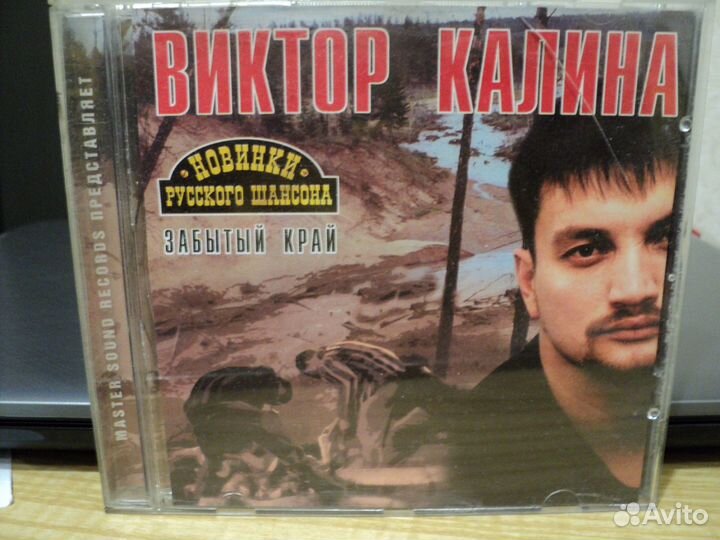 ВИКТОР КАЛИНА
НОВИНКИ
РУССКОГО ШАНСОНА
ЗАБЫТЫЙ КРАЙ
MASTER SOUND RECORDS ПРЕДСТАВЛЯЕТ
Avito